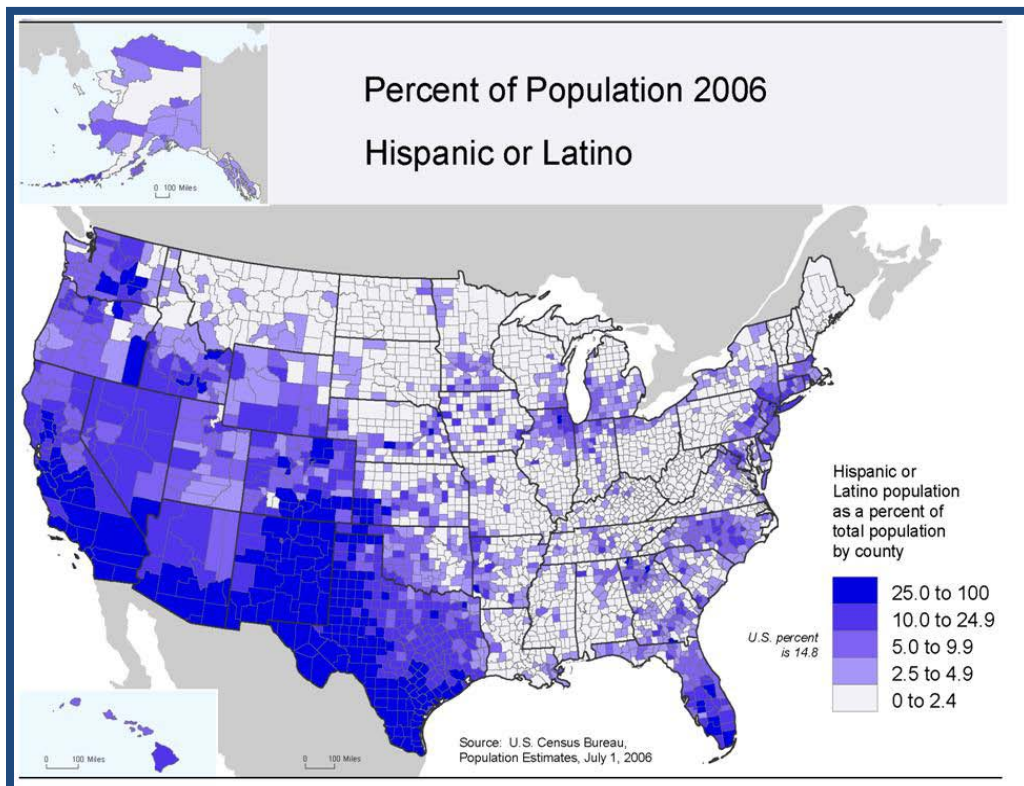 Percent of Population 2006
Hispanic or Latino
0 100 Miles
Hispanic or
Latino population
as a percent of
total population
by county
25.0 to 100
10.0 to 24.9
5.0 to 9.9
2.5 to 4.9
0 to 2.4
U.S. percent
is 14.8
Source: U.S. Census Bureau,
Population Estimates, July 1, 2006
0 100 Miles
0 100 Miles